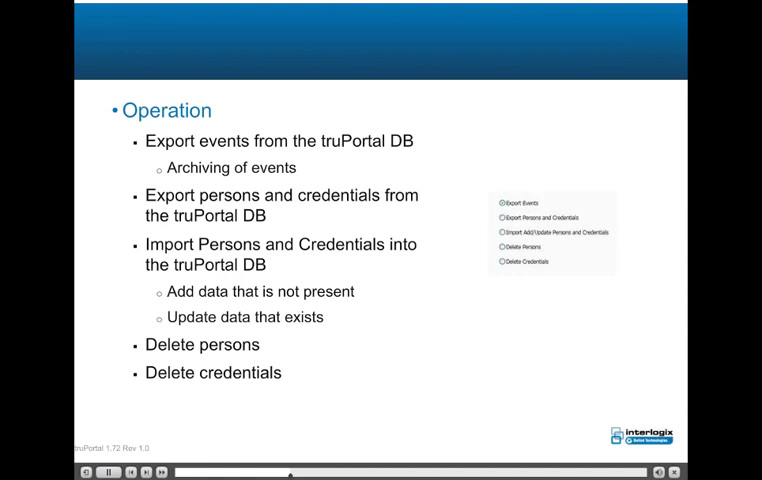 • Operation
▪ Export events from the truPortal DB
○ Archiving of events
▪ Export persons and credentials from
the truPortal DB
▪ Import Persons and Credentials into
the truPortal DB
○ Add data that is not present
○ Update data that exists
▪ Delete persons
▪ Delete credentials
Export Events
Export Persons and Credentials
Import Add/Update Persons and Credentials
Delete Persons
Delete Credentials
interlogix
United Technologies
truPortal 1.72 Rev 1.0